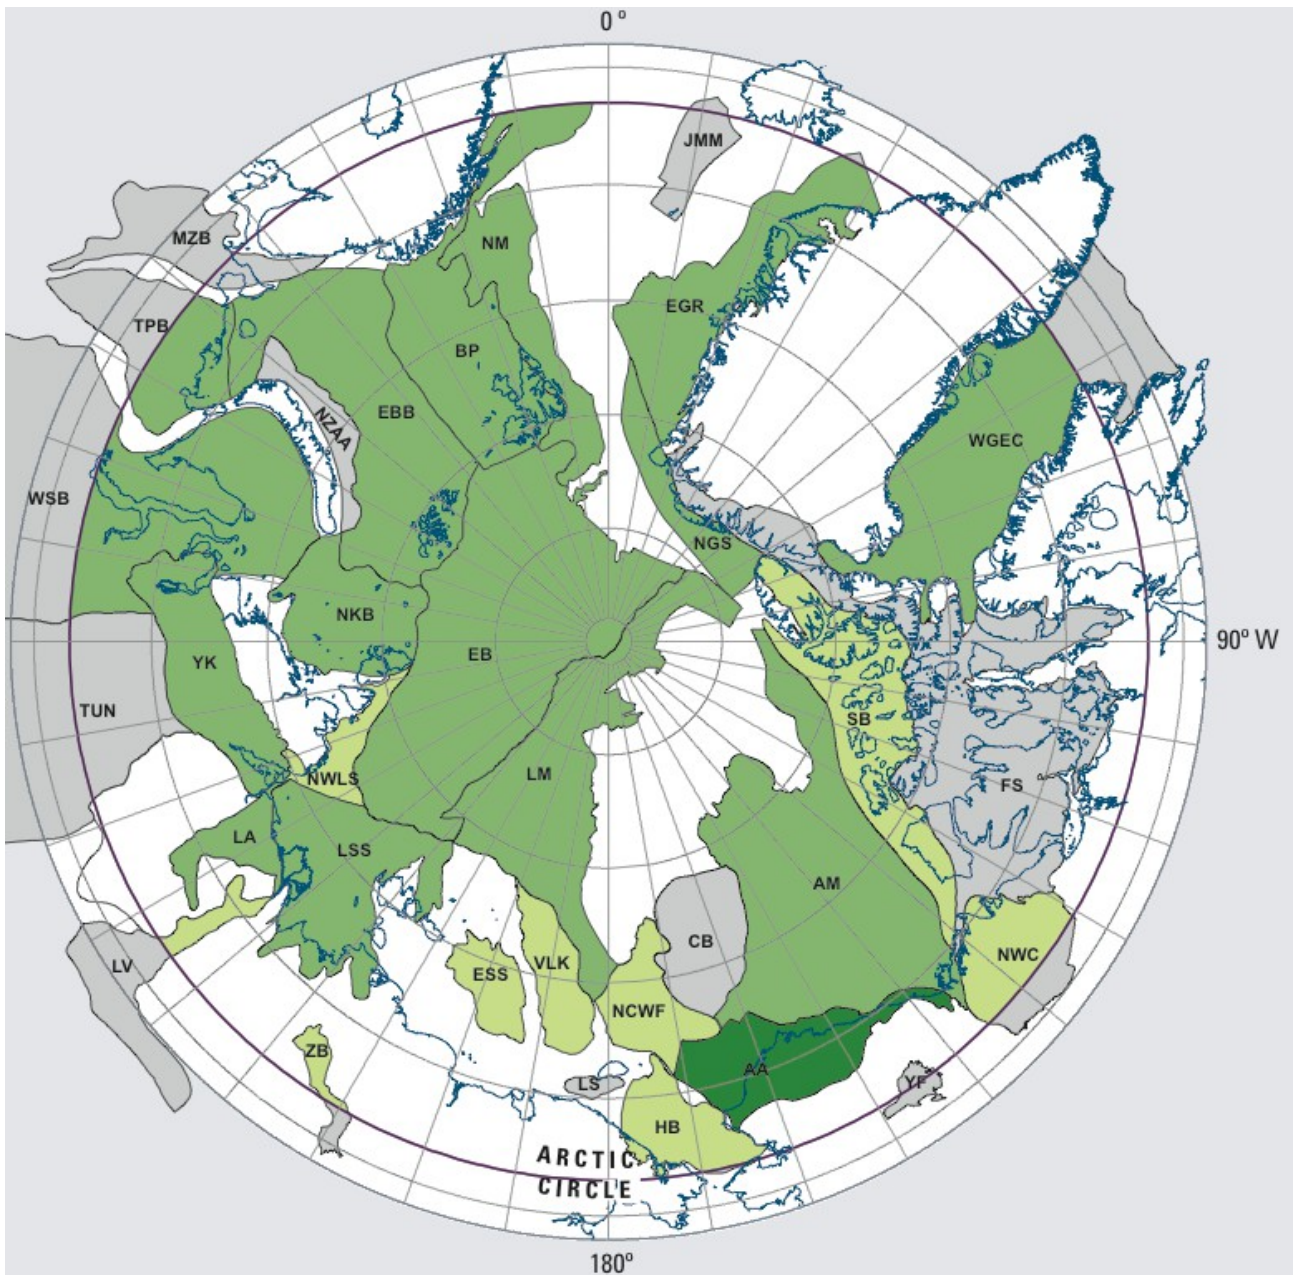 0°
JMM
MZB
NM
EGR
TPB
BP
EBB
NZAA
WGEC
WSB
NGS
NKB
90° W
EB
YK
TUN
SB
NWLS
LM
FS
LA
LSS
AM
CB
NWC
LV
ESS
VLK
NCWF
ZB
AA
LS
YF
HB
ARCTIC
CIRCLE
180°